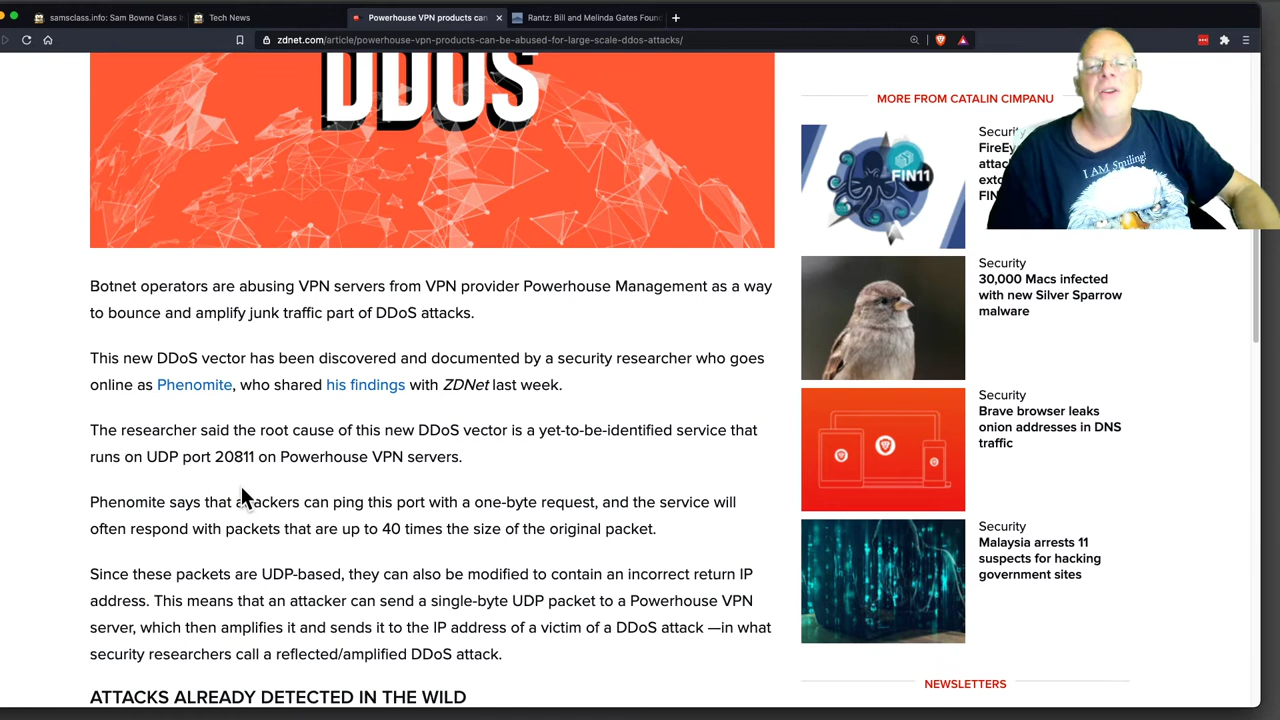 samsclass.info: Sam Bowne Class I
Tech News
Powerhouse VPN products can
Rantz: Bill and Melinda Gates Foun
zdnet.com/article/powerhouse-vpn-products-can-be-abused-for-large-scale-ddos-attacks/
DDOS
Botnet operators are abusing VPN servers from VPN provider Powerhouse Management as a way
to bounce and amplify junk traffic part of DDoS attacks.
This new DDoS vector has been discovered and documented by a security researcher who goes
online as Phenomite, who shared his findings with ZDNet last week.
The researcher said the root cause of this new DDoS vector is a yet-to-be-identified service that
runs on UDP port 20811 on Powerhouse VPN servers.
Phenomite says that attackers can ping this port with a one-byte request, and the service will
often respond with packets that are up to 40 times the size of the original packet.
Since these packets are UDP-based, they can also be modified to contain an incorrect return IP
address. This means that an attacker can send a single-byte UDP packet to a Powerhouse VPN
server, which then amplifies it and sends it to the IP address of a victim of a DDoS attack —in what
security researchers call a reflected/amplified DDoS attack.
ATTACKS ALREADY DETECTED IN THE WILD
MORE FROM CATALIN CIMPANU
FIN11
Security
FireEy
attac
exto
FIN
I AM Smiling!
Security
30,000 Macs infected
with new Silver Sparrow
malware
Security
Brave browser leaks
onion addresses in DNS
traffic
Security
Malaysia arrests 11
suspects for hacking
government sites
NEWSLETTERS